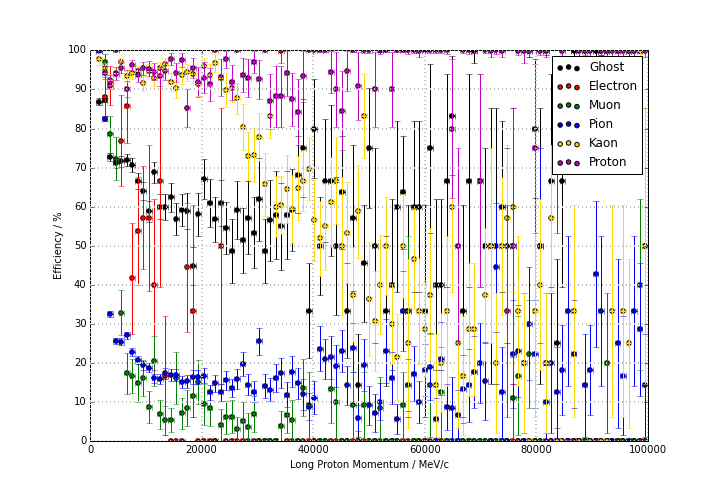 100
90
80
70
60
50
40
30
20
10
0
Efficiency / %
0 20000 40000 60000 80000 100000
Long Proton Momentum / MeV/c
Ghost
Electron
Muon
Pion
Kaon
Proton